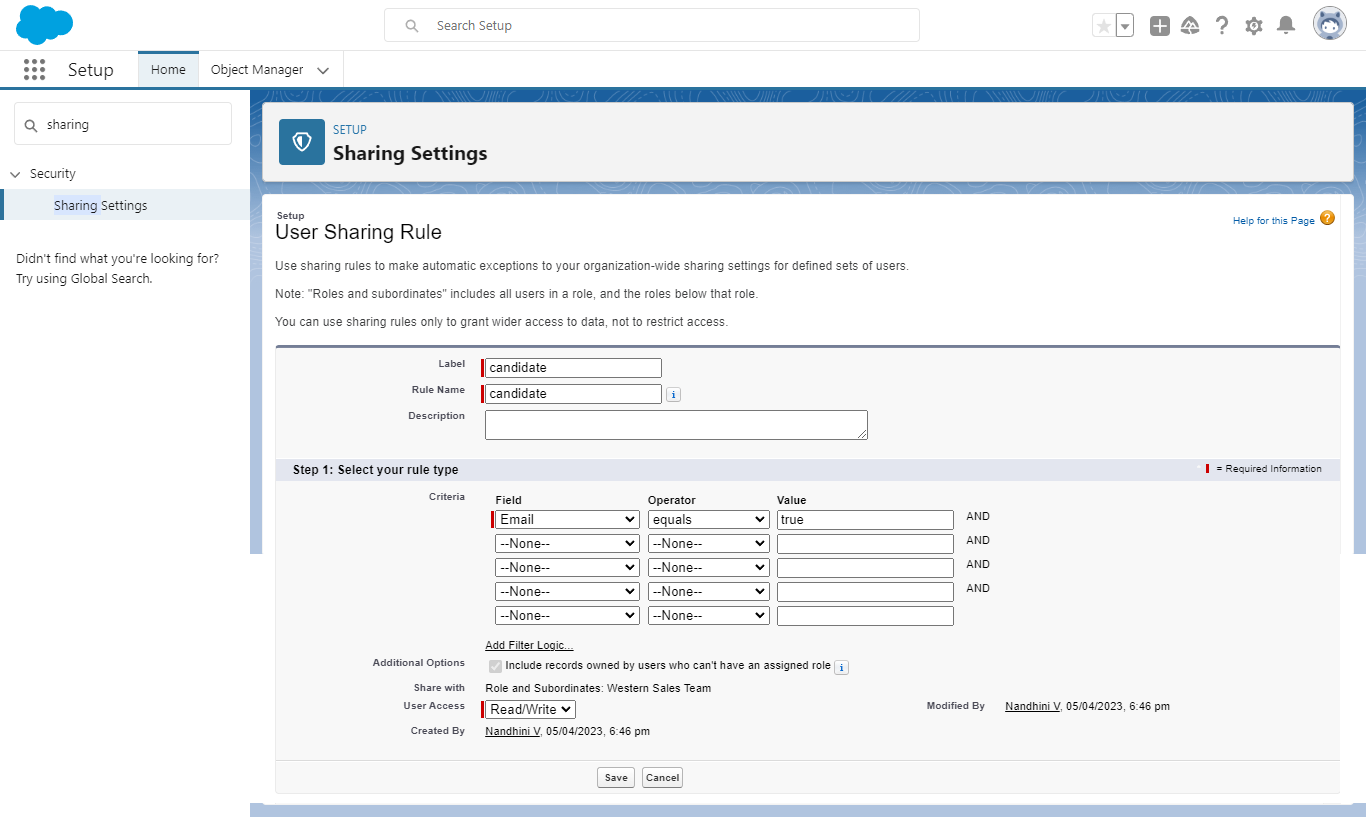 Search Setup
Setup Home Object Manager
sharing
Security
Sharing Settings
Didn't find what you're looking for?
Try using Global Search.
SETUP
Sharing Settings
Setup
User Sharing Rule
Help for this Page ?
Use sharing rules to make automatic exceptions to your organization-wide sharing settings for defined sets of users.
Note: "Roles and subordinates" includes all users in a role, and the roles below that role.
You can use sharing rules only to grant wider access to data, not to restrict access.
Label candidate
Rule Name candidate i
Description
Step 1: Select your rule type = Required Information
Criteria Field Operator Value
Email equals true AND
--None-- --None-- AND
--None-- --None-- AND
--None-- --None-- AND
--None-- --None--
Add Filter Logic...
Additional Options Include records owned by users who can't have an assigned role i
Share with Role and Subordinates: Western Sales Team
User Access Read/Write Modified By Nandhini V, 05/04/2023, 6:46 pm
Created By Nandhini V, 05/04/2023, 6:46 pm
Save Cancel